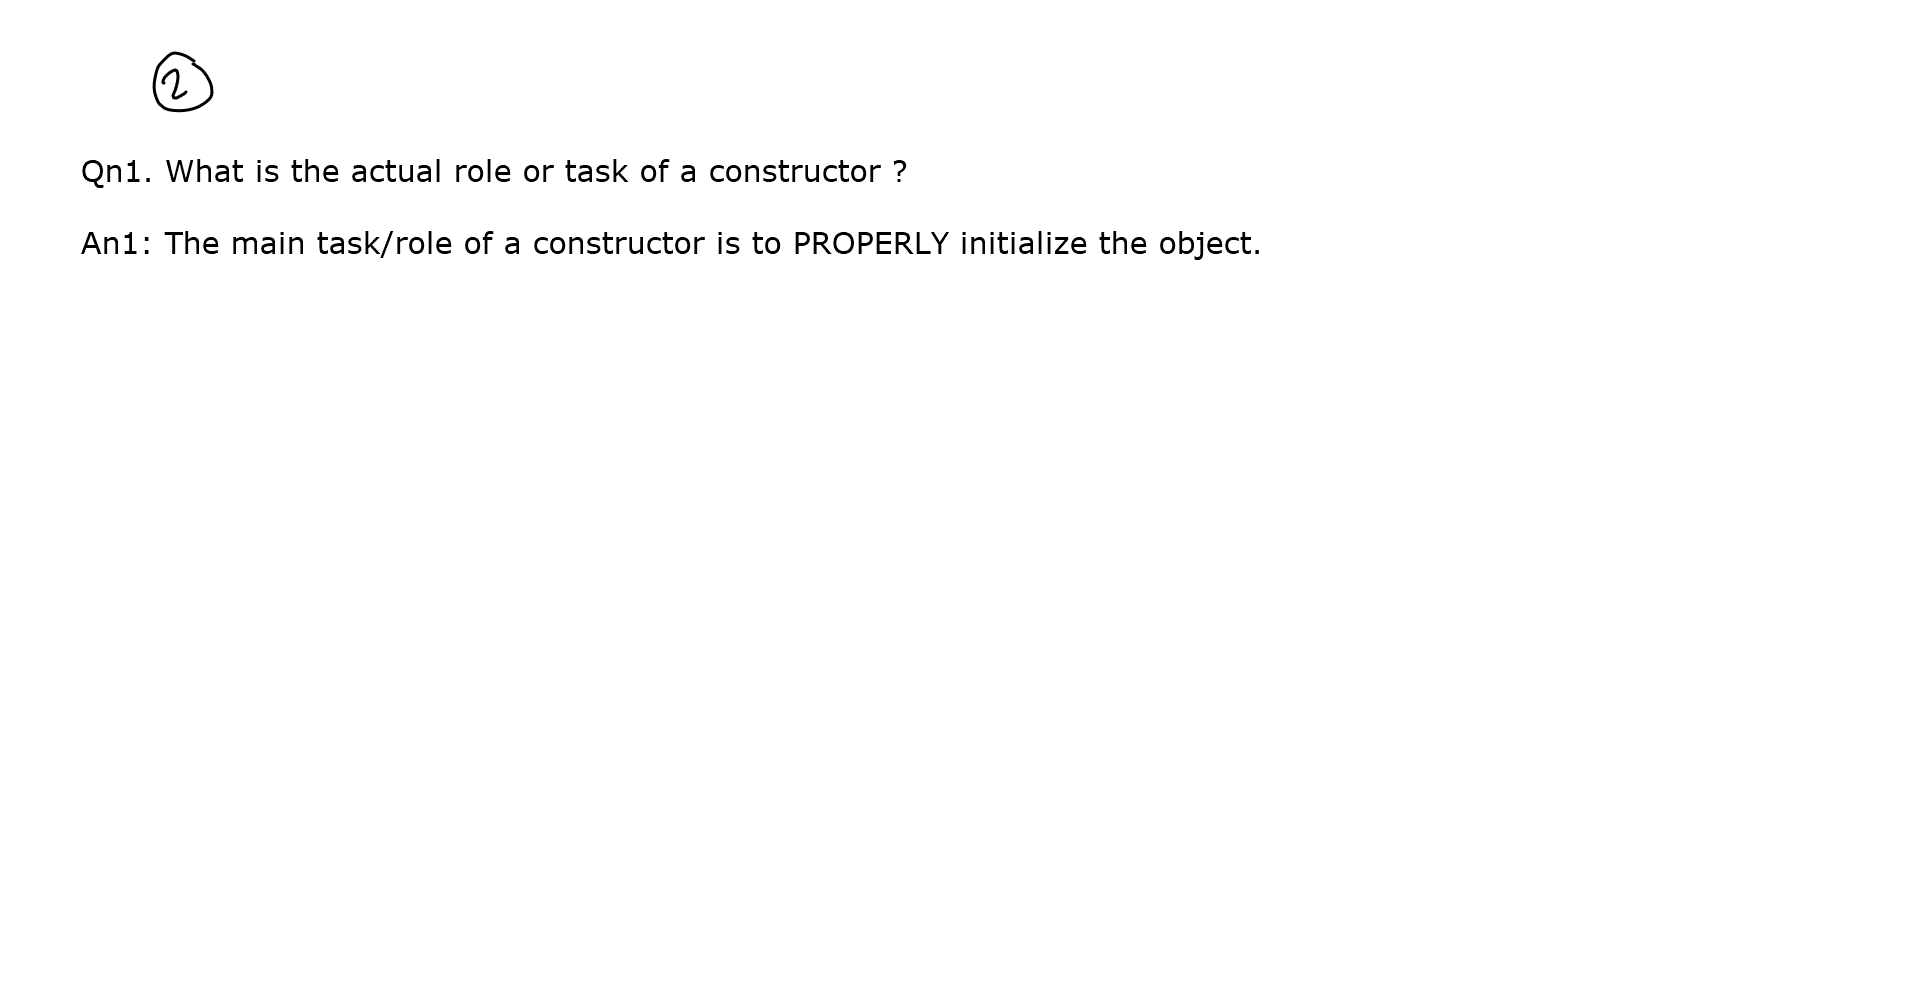 2
Qn1. What is the actual role or task of a constructor ?
An1: The main task/role of a constructor is to PROPERLY initialize the object.